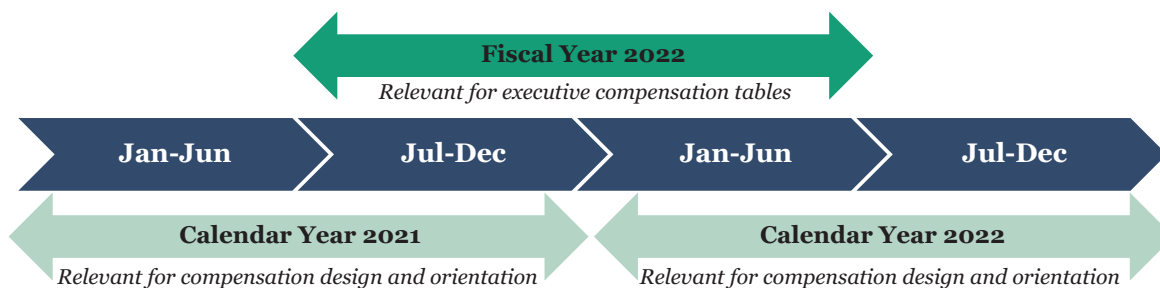 Fiscal Year 2022
Relevant for executive compensation tables
Jan-Jun
Jul-Dec
Jan-Jun
Jul-Dec
Calendar Year 2021
Calendar Year 2022
Relevant for compensation design and orientation
Relevant for compensation design and orientation